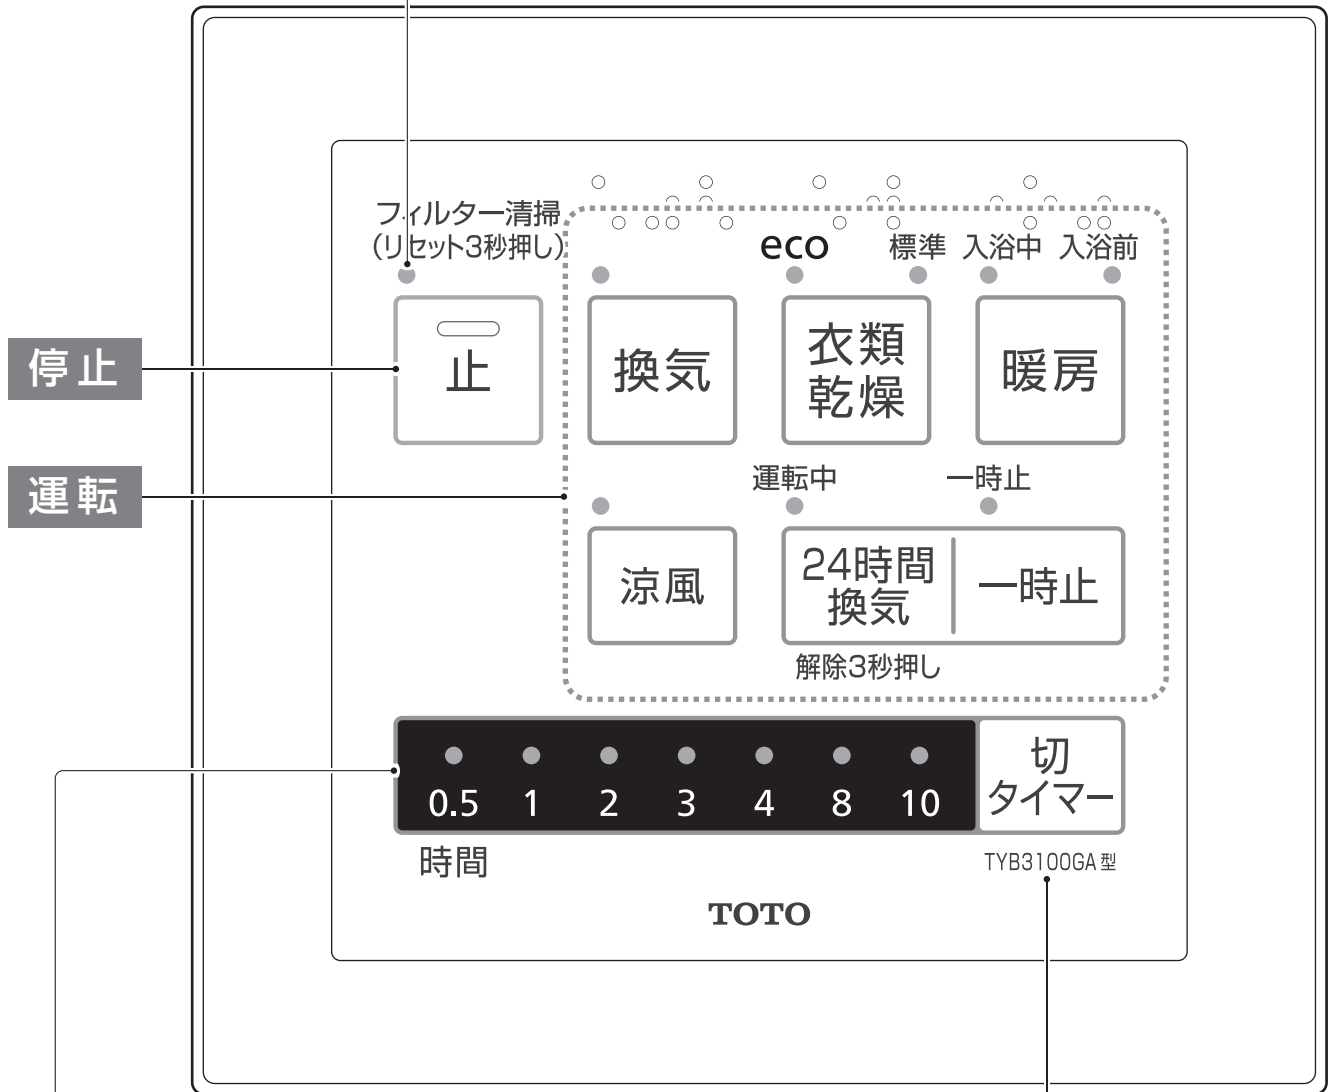 フィルター清掃
(リセット3秒押し)
eco
標準
入浴中
入浴前
停止
止
換気
衣類
乾燥
暖房
運転
運転中
一時止
涼風
24時間
換気
一時止
解除3秒押し
0.5 1 2 3 4 8 10
切
タイマー
時間
TYB3100GA型
TOTO